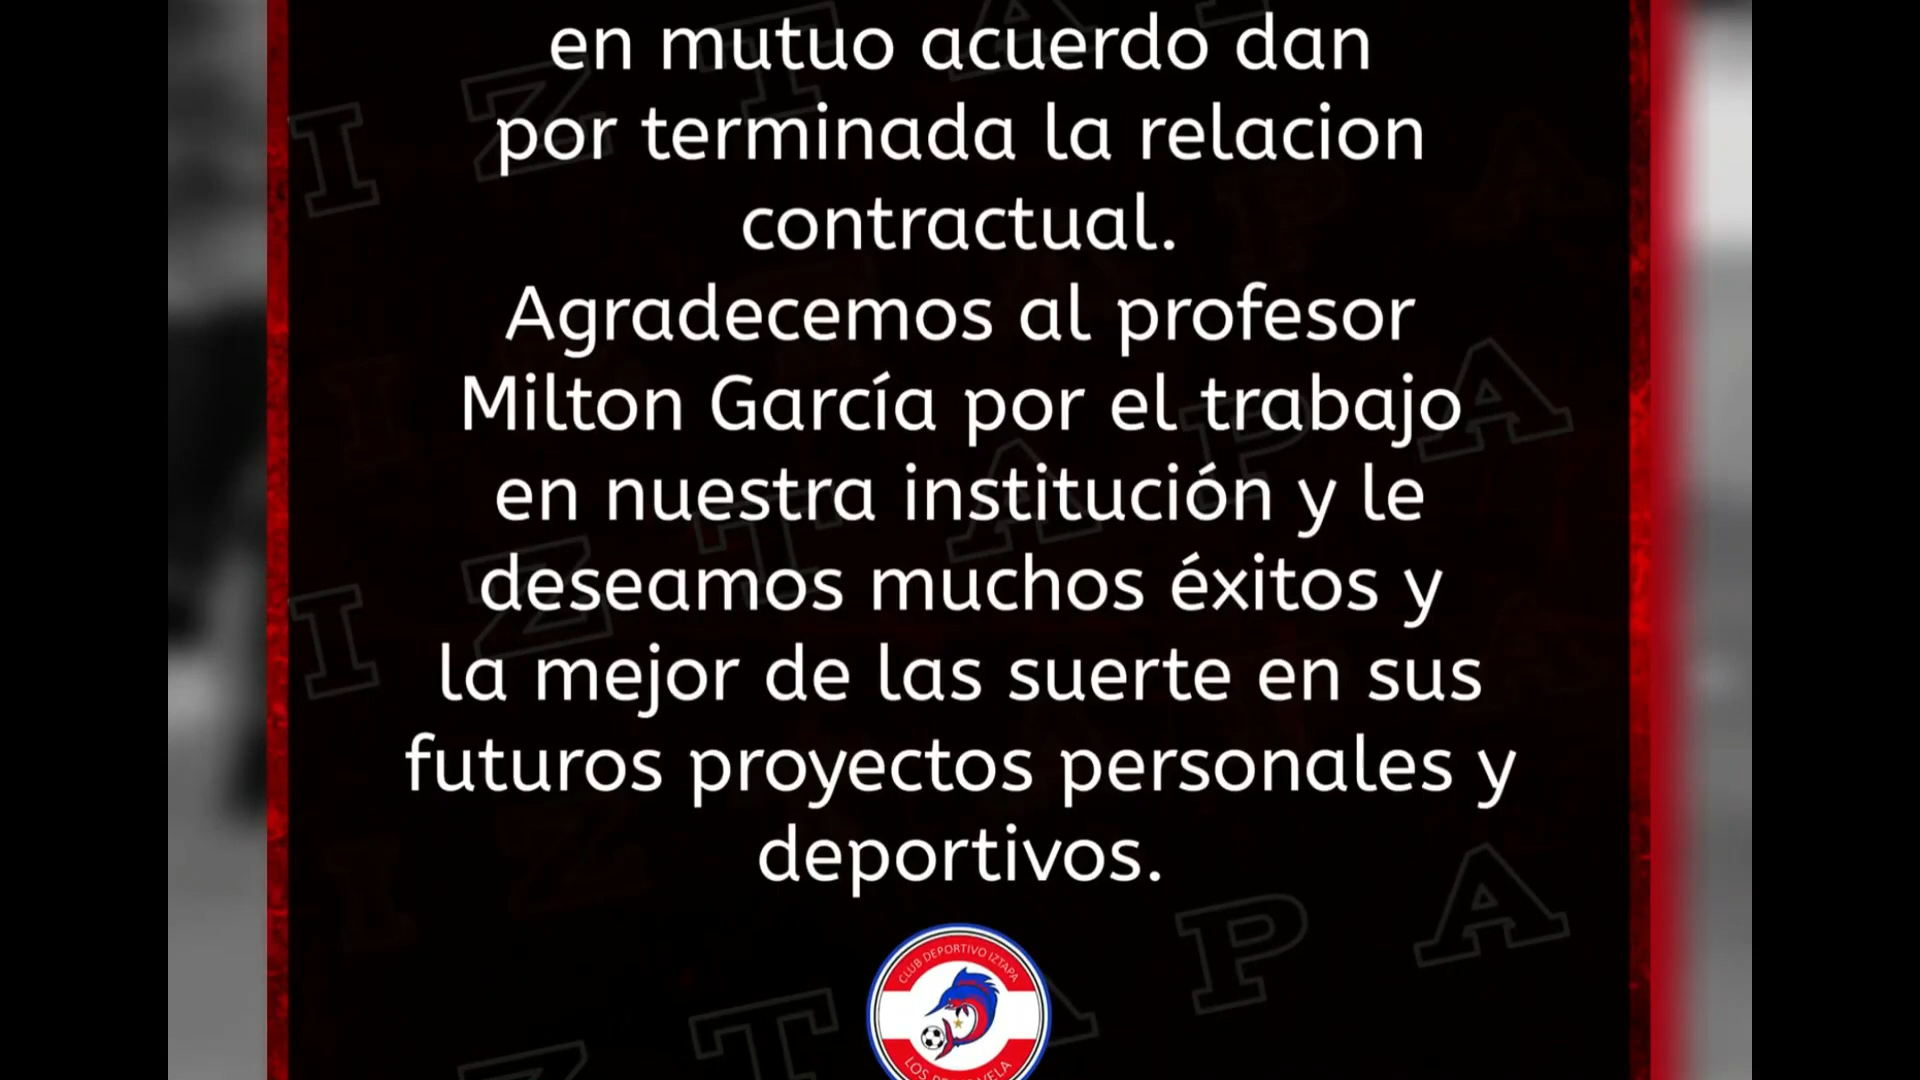 en mutuo acuerdo dan
por terminada la relacion
contractual.
Agradecemos al profesor
Milton García por el trabajo
en nuestra institución y le
deseamos muchos éxitos y
la mejor de las suerte en sus
futuros proyectos personales y
deportivos.
CLUB DEPORTIVO IZTAPA
LOS
I Z T A P A
I Z T A P A
I Z T A P A